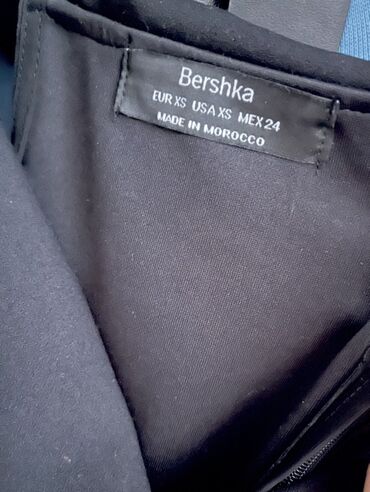 Bershka
EUR XS USA XS MEX 24
MADE IN MOROCCO